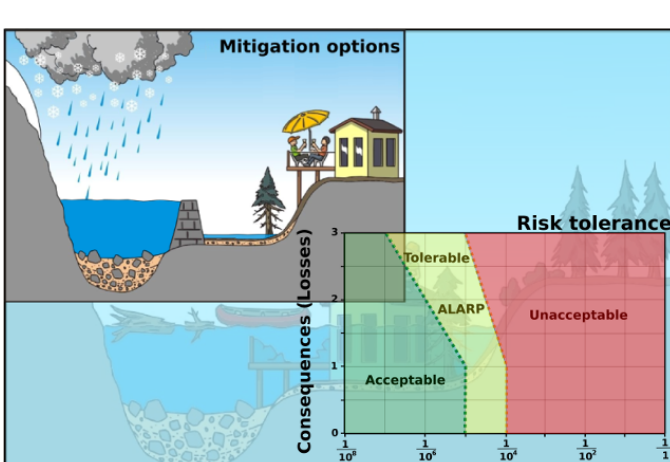 Mitigation options
Risk tolerance
Consequences (Losses)
3
2
1
0
Tolerable
ALARP
Unacceptable
Acceptable
1/10⁸
1/10⁶
1/10⁴
1/10²